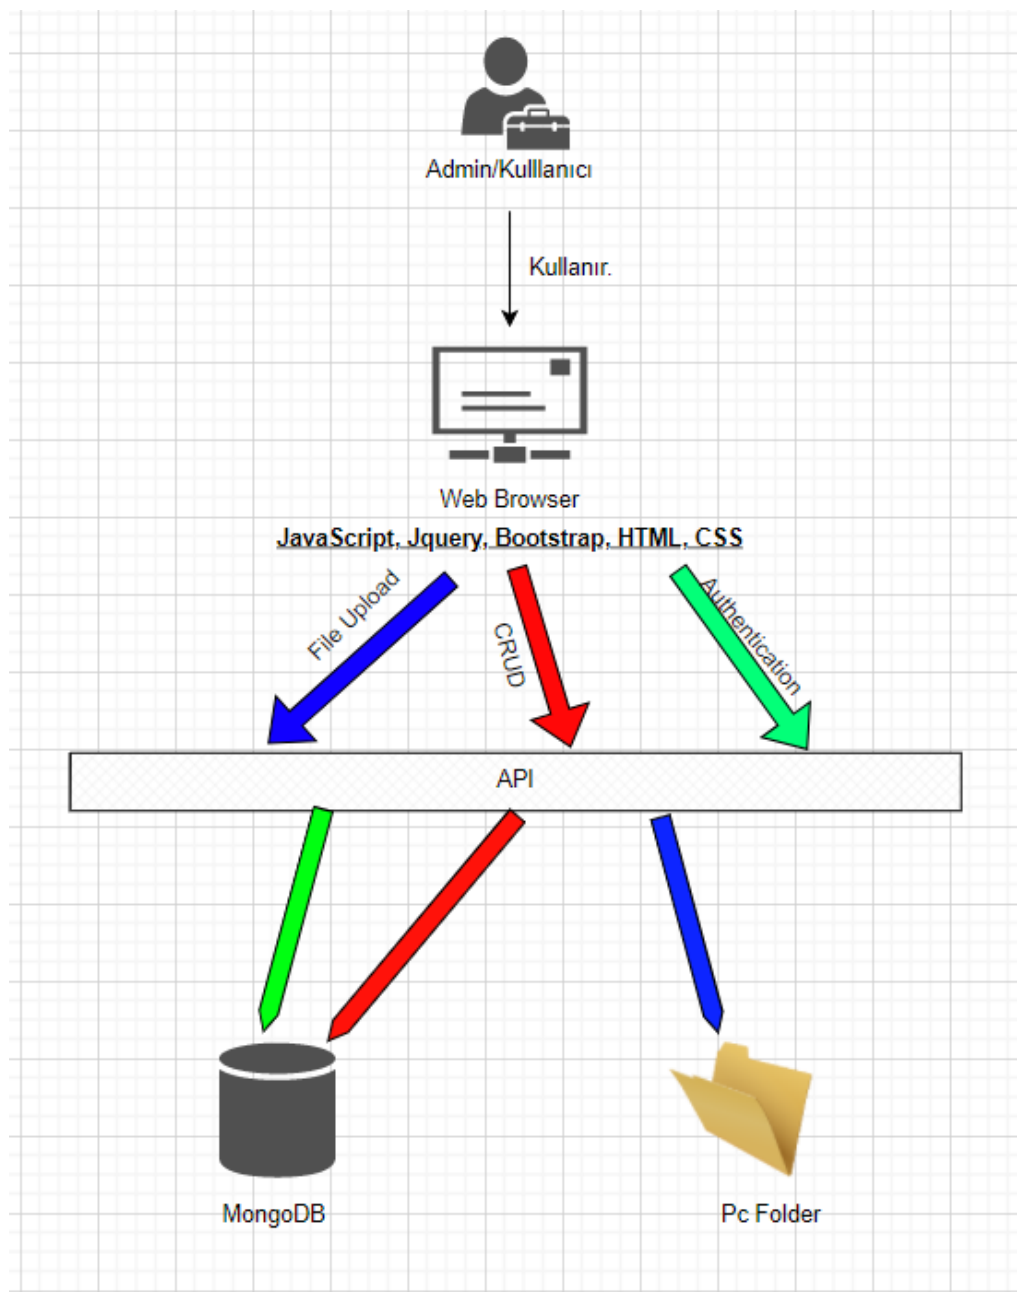 Admin/Kulllanıcı
Kullanır.
Web Browser
JavaScript, Jquery, Bootstrap, HTML, CSS
File Upload
CRUD
Authentication
API
MongoDB
Pc Folder